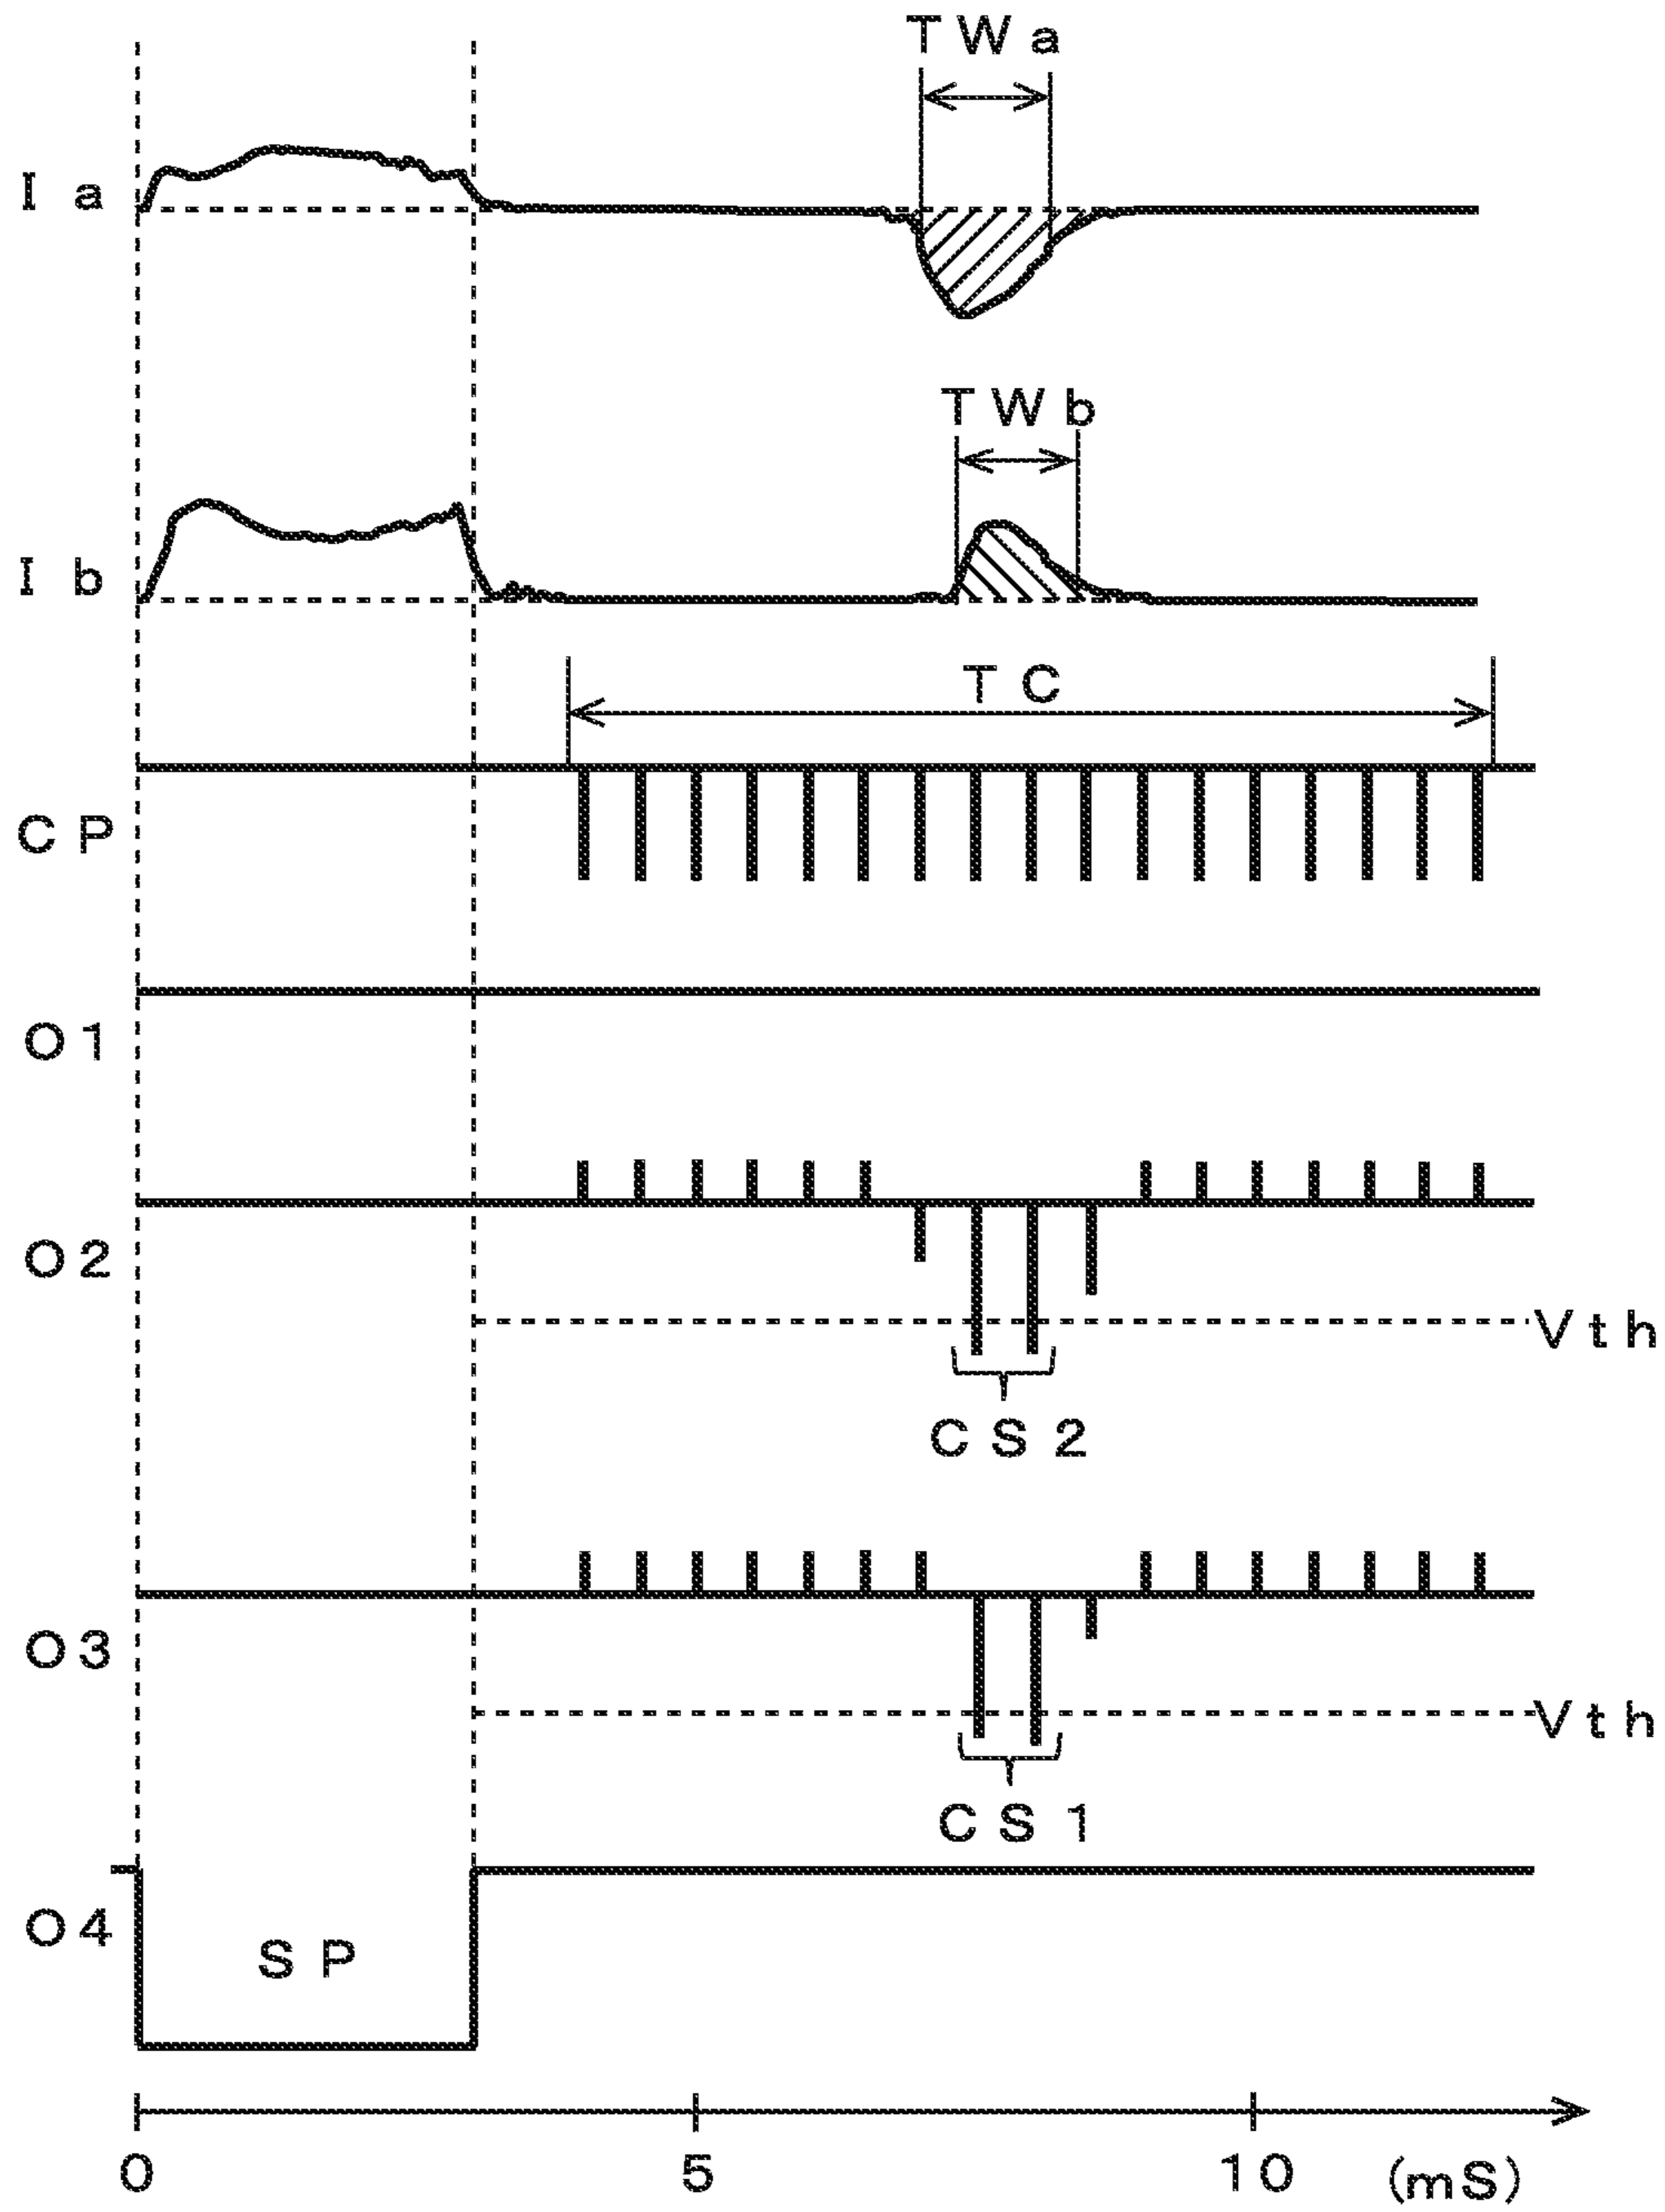 TWa
Ia
TWb
Ib
TC
CP
O1
O2
Vth
CS2
O3
Vth
CS1
O4
SP
0 5 10 (mS)